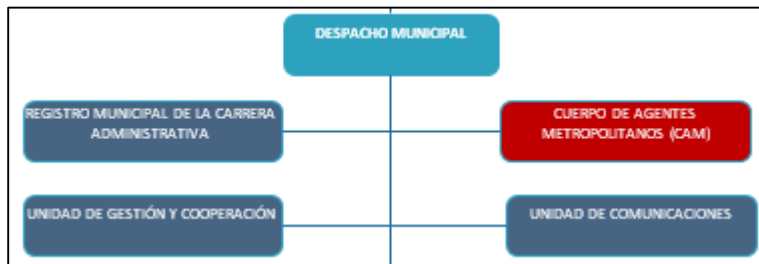 DESPACHO MUNICIPAL
REGISTRO MUNICIPAL DE LA CARRERA
ADMINISTRATIVA
CUERPO DE AGENTES
METROPOLITANOS (CAM)
UNIDAD DE GESTIÓN Y COOPERACIÓN
UNIDAD DE COMUNICACIONES